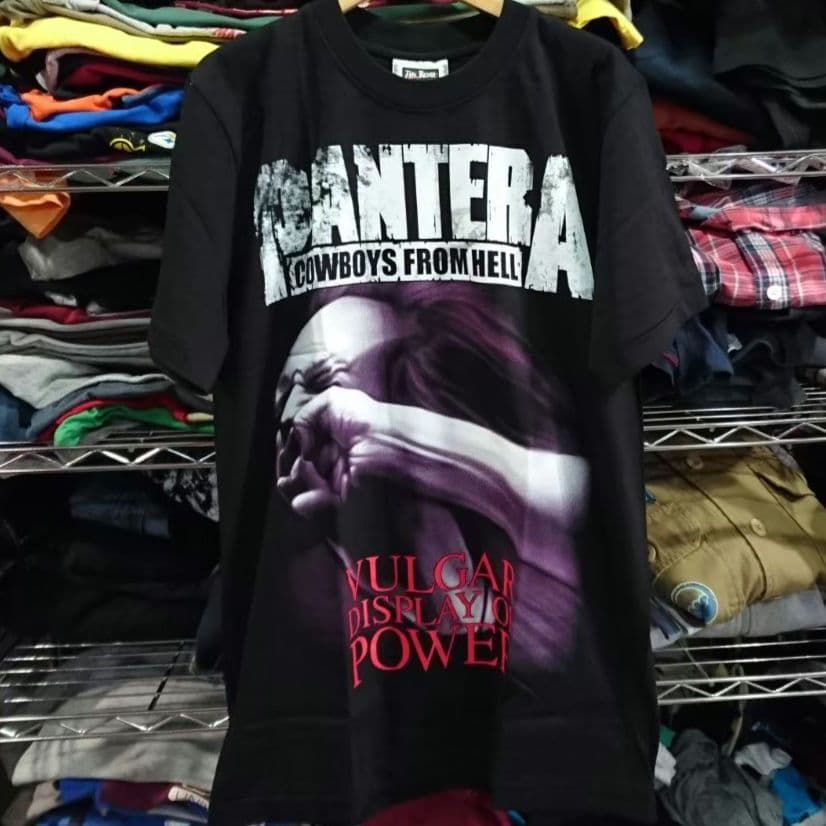 PANTERA
COWBOYS FROM HELL
VULGAR
DISPLAY OF
POWER